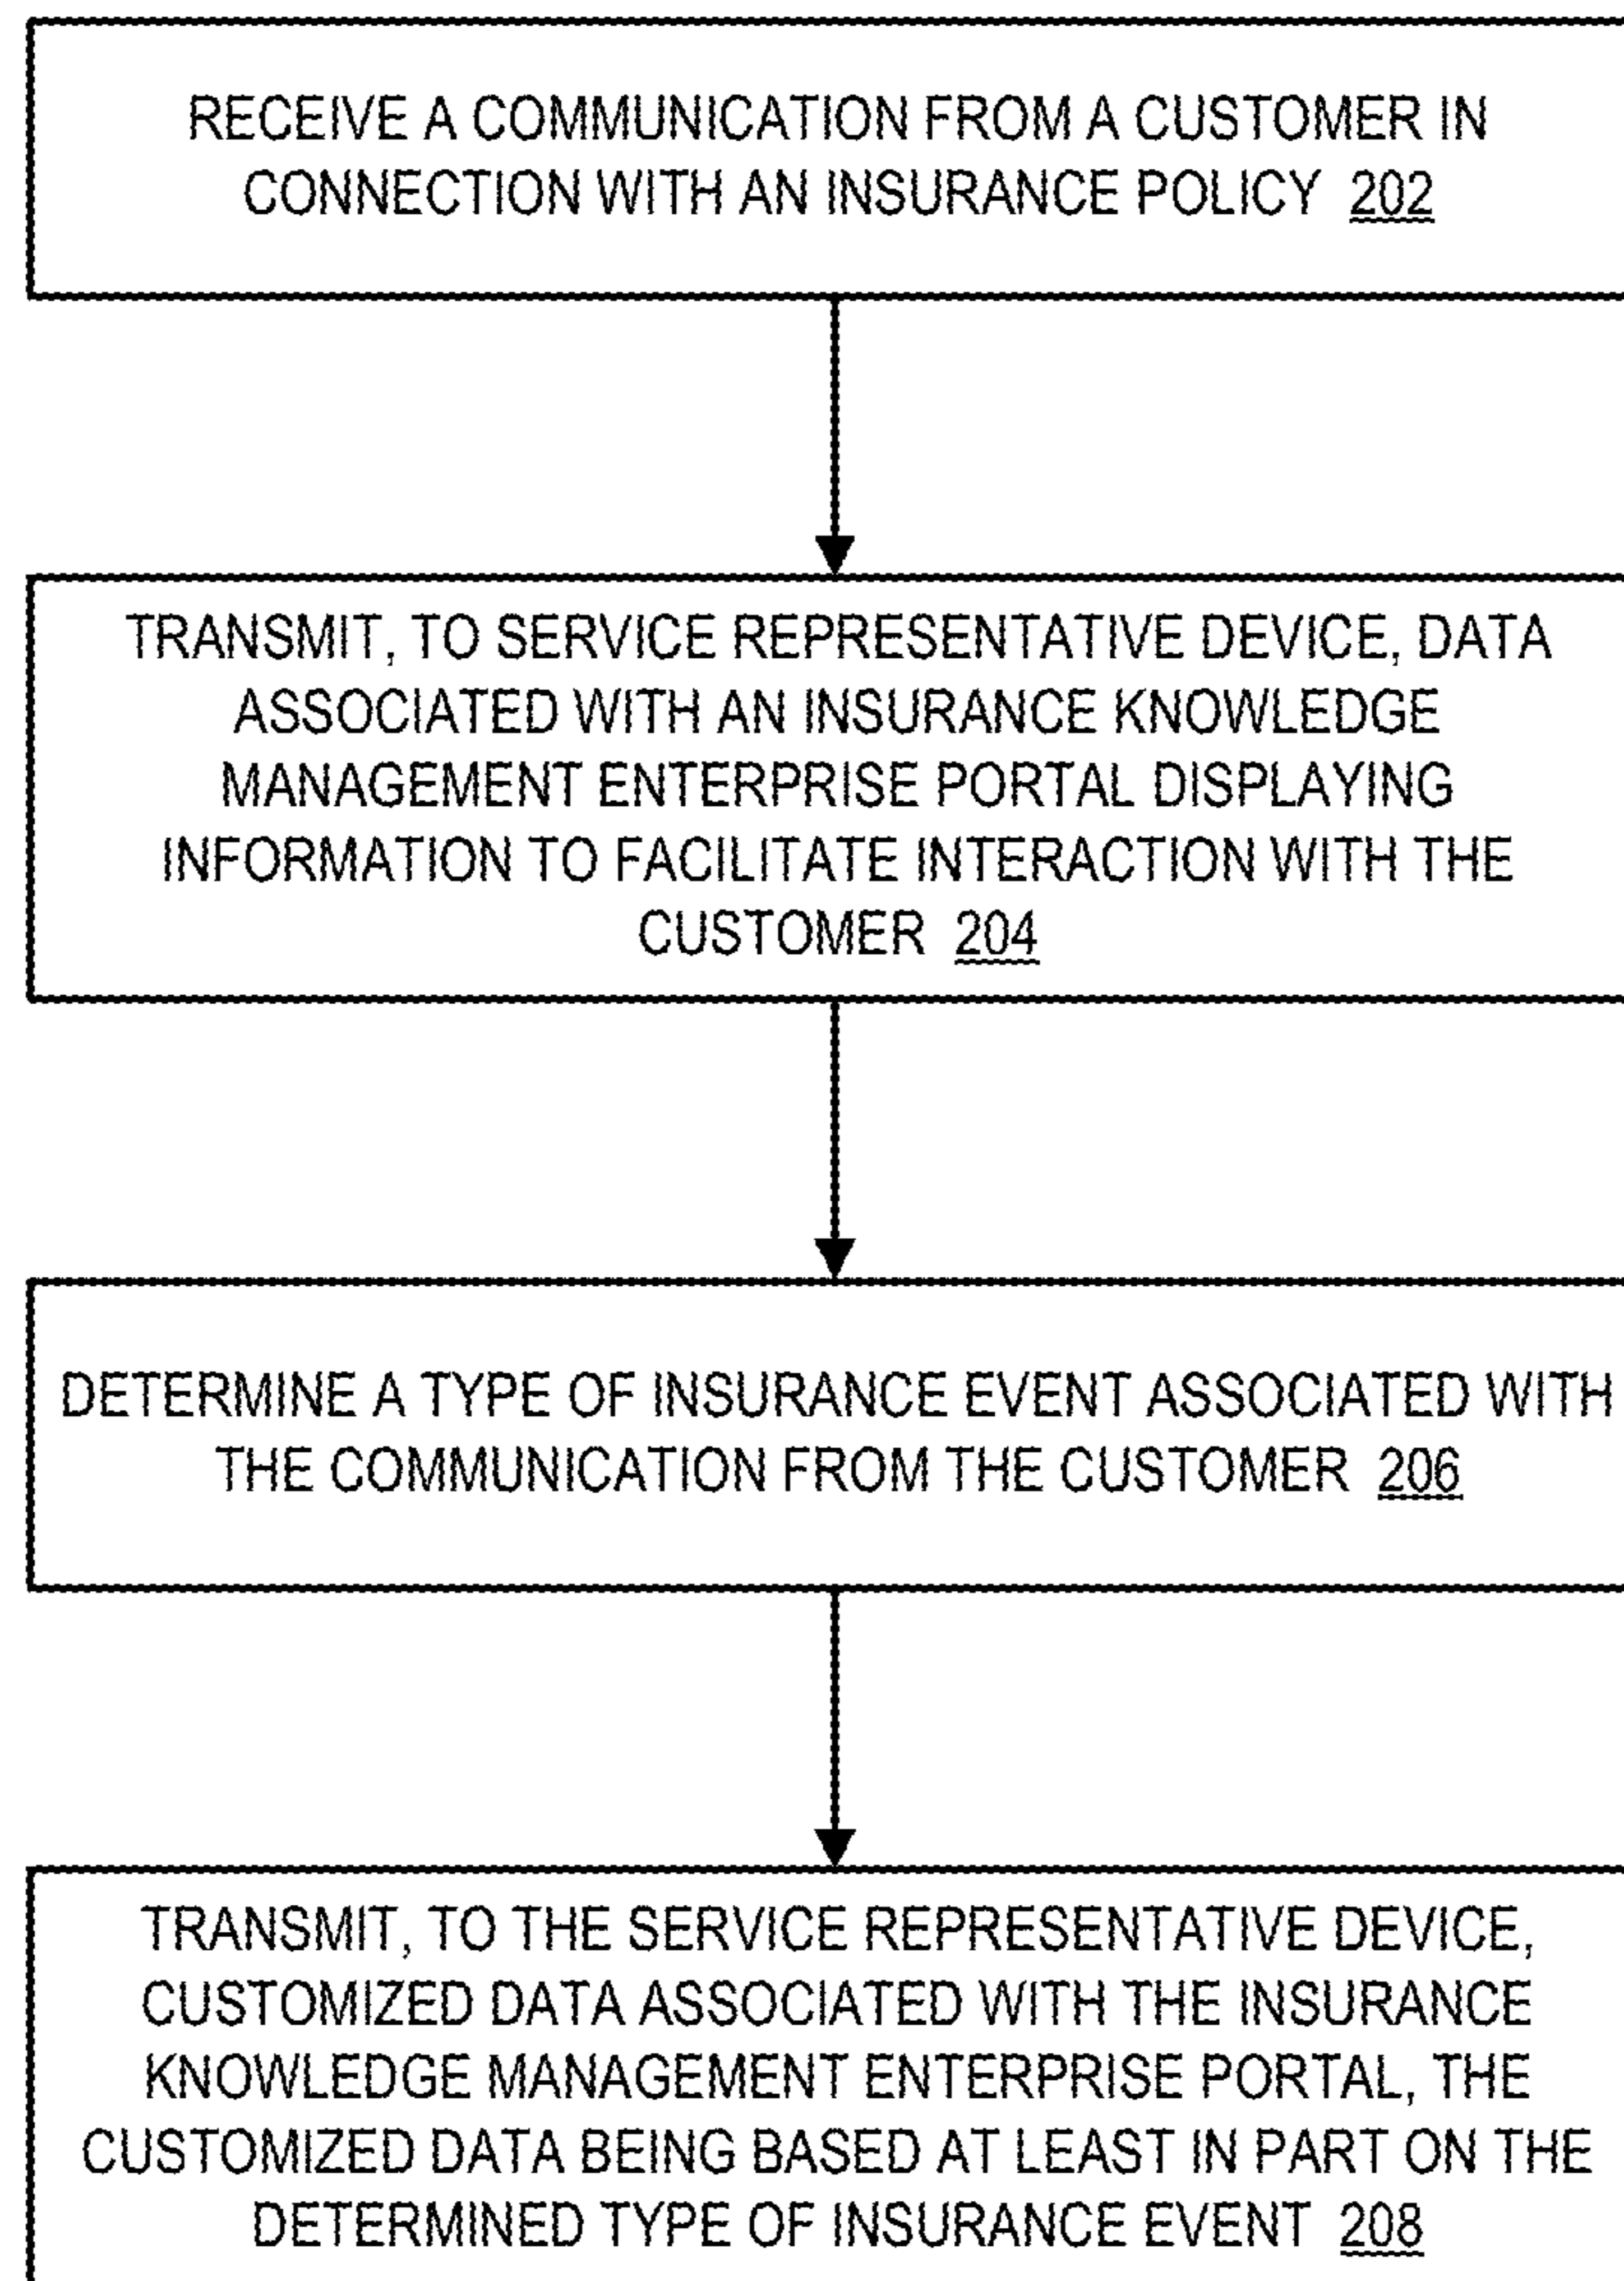 RECEIVE A COMMUNICATION FROM A CUSTOMER IN
CONNECTION WITH AN INSURANCE POLICY 202
TRANSMIT, TO SERVICE REPRESENTATIVE DEVICE, DATA
ASSOCIATED WITH AN INSURANCE KNOWLEDGE
MANAGEMENT ENTERPRISE PORTAL DISPLAYING
INFORMATION TO FACILITATE INTERACTION WITH THE
CUSTOMER 204
DETERMINE A TYPE OF INSURANCE EVENT ASSOCIATED WITH
THE COMMUNICATION FROM THE CUSTOMER 206
TRANSMIT, TO THE SERVICE REPRESENTATIVE DEVICE,
CUSTOMIZED DATA ASSOCIATED WITH THE INSURANCE
KNOWLEDGE MANAGEMENT ENTERPRISE PORTAL, THE
CUSTOMIZED DATA BEING BASED AT LEAST IN PART ON THE
DETERMINED TYPE OF INSURANCE EVENT 208